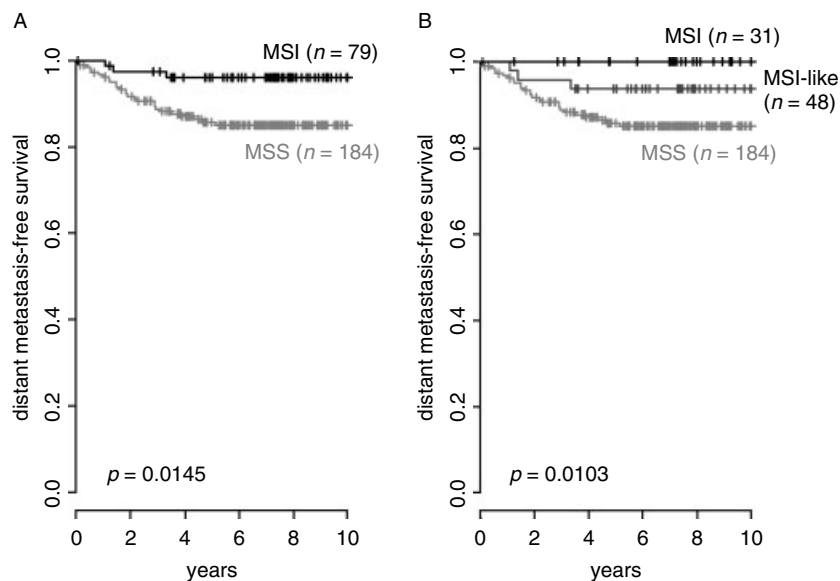 A
MSI (n = 79)
MSS (n = 184)
distant metastasis-free survival
0.0 0.2 0.4 0.6 0.8 1.0
p = 0.0145
0 2 4 6 8 10
years
B
MSI (n = 31)
MSI-like
(n = 48)
MSS (n = 184)
distant metastasis-free survival
0.0 0.2 0.4 0.6 0.8 1.0
p = 0.0103
0 2 4 6 8 10
years